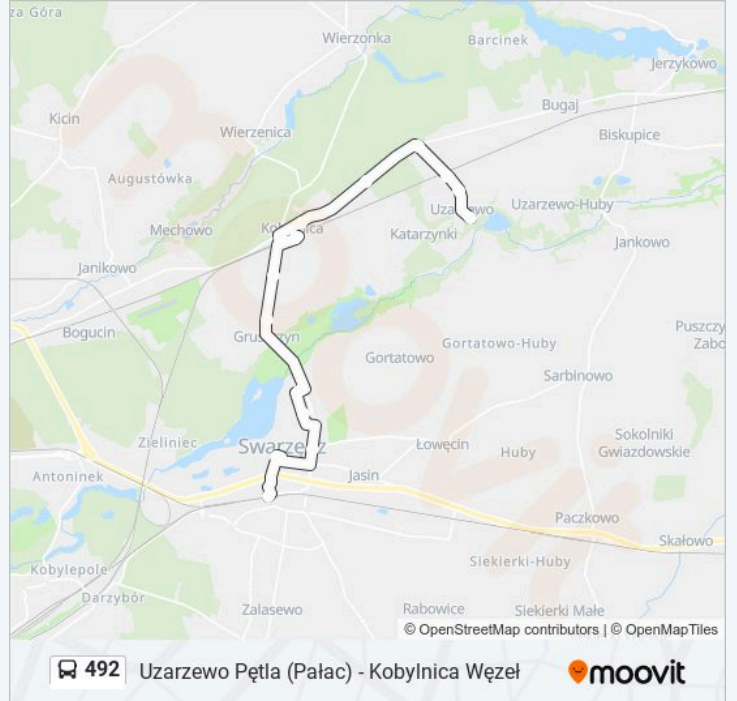 za Góra
Wierzonka
Barcinek
Jerzykowo
Bugaj
Kicin
Wierzenica
Biskupice
Augustówka
Uzarzewo-Huby
Mechowo
Katarzynki
Jankowo
Janikowo
Bogucin
Puszczy
Zabo
Gortatowo-Huby
Gortatowo
Sarbinowo
Zieliniec
Łowęcin
Huby
Sokolniki
Gwiazdowskie
Antoninek
Jasin
Paczkowo
Skałowo
Siekierki-Huby
Kobylepole
Darzybór
Zalasewo
Rabowice
Siekierki Małe
© OpenStreetMap contributors | © OpenMapTiles
492 Uzarzewo Pętla (Pałac) - Kobylnica Węzeł moovit